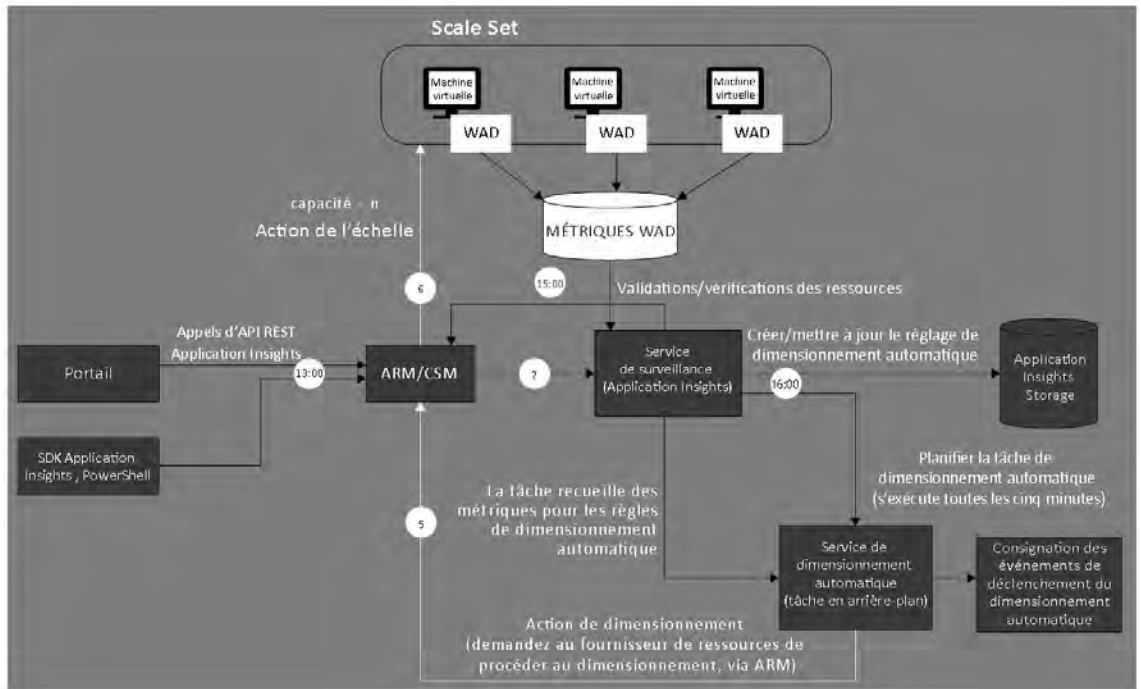 Scale Set
Machine
virtuelle
Machine
virtuelle
Machine
virtuelle
WAD
WAD
WAD
capacité - n
Action de l'échelle
MÉTRIQUES WAD
6
15:00
Validations/vérifications des ressources
Appels d'API REST
Application Insights
Portail
13:00
ARM/CSM
?
Service
de surveillance
(Application Insights)
Créer/mettre à jour le réglage de
dimensionnement automatique
16:00
Application
Insights
Storage
SDK Application
Insights , PowerShell
La tâche recueille des
métriques pour les règles
de dimensionnement
automatique
Planifier la tâche de
dimensionnement automatique
(s'exécute toutes les cinq minutes)
5
Service de
dimensionnement
automatique
(tâche en arrière-plan)
Consignation des
événements de
déclenchement du
dimensionnement
automatique
Action de dimensionnement
(demandez au fournisseur de ressources de
procéder au dimensionnement, via ARM)